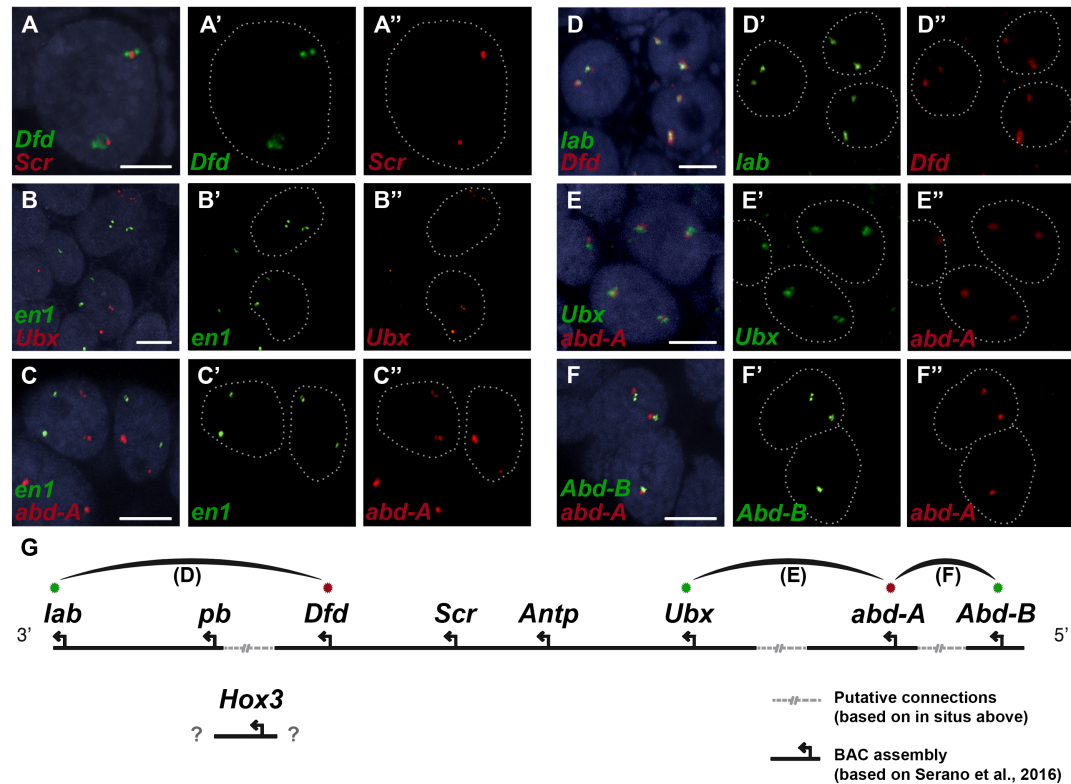 A
Dfd
Scr
A'
Dfd
A''
Scr
D
lab
Dfd
D'
lab
D''
Dfd
B
en1
Ubx
B'
en1
B''
Ubx
E
Ubx
abd-A
E'
Ubx
E''
abd-A
C
en1
abd-A
C'
en1
C''
abd-A
F
Abd-B
abd-A
F'
Abd-B
F''
abd-A
G
(D) (E) (F)
lab pb Dfd Scr Antp Ubx abd-A Abd-B
3' 5'
Hox3
? ?
Putative connections
(based on in situs above)
BAC assembly
(based on Serano et al., 2016)